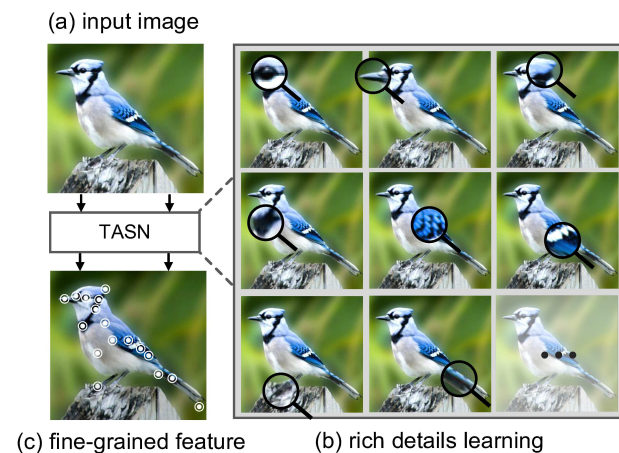 (a) input image
TASN
(c) fine-grained feature
(b) rich details learning